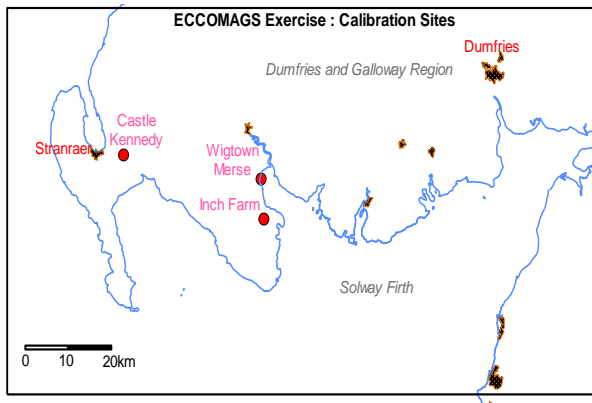 ECCOMAGS Exercise : Calibration Sites
Dumfries
Dumfries and Galloway Region
Castle
Kennedy
Stranraer
Wigtown
Merse
Inch Farm
Solway Firth
0 10 20km